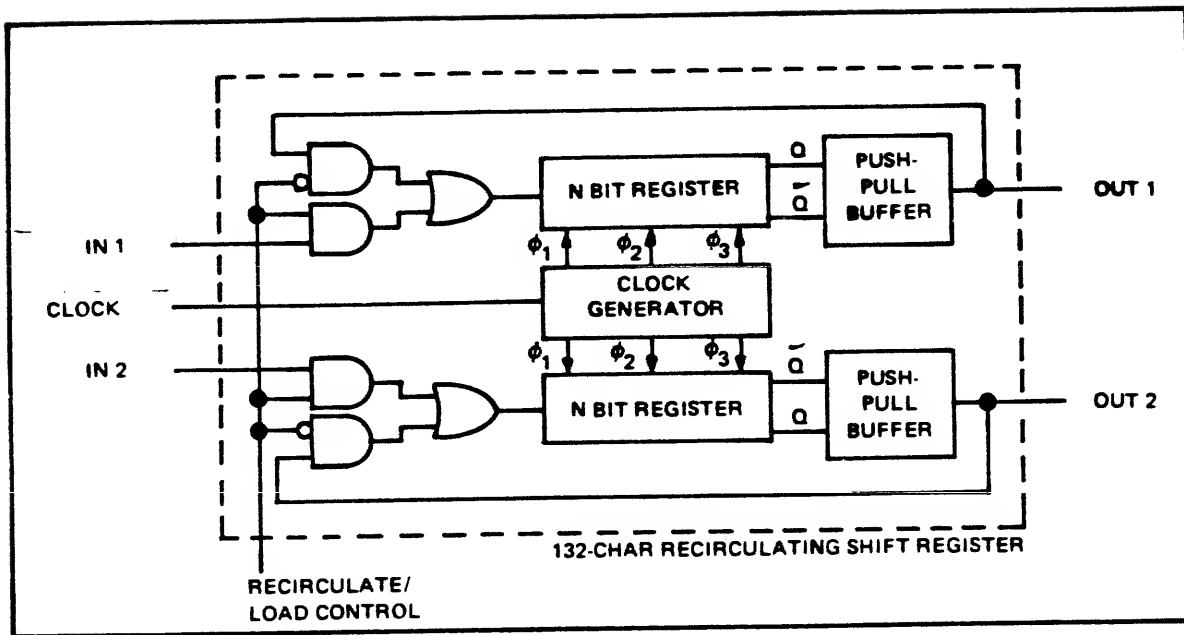 N BIT REGISTER
Q
Q̄
PUSH-
PULL
BUFFER
OUT 1
IN 1
ϕ1 ϕ2 ϕ3
CLOCK
CLOCK
GENERATOR
IN 2
ϕ1 ϕ2 ϕ3
N BIT REGISTER
Q̄
Q
PUSH-
PULL
BUFFER
OUT 2
132-CHAR RECIRCULATING SHIFT REGISTER
RECIRCULATE/
LOAD CONTROL